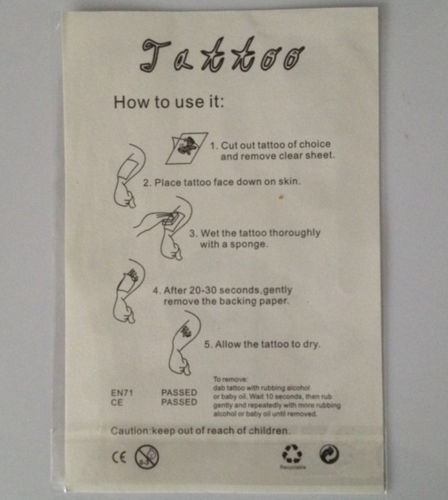 Tattoo
How to use it:
1. Cut out tattoo of choice
and remove clear sheet.
2. Place tattoo face down on skin.
3. Wet the tattoo thoroughly
with a sponge.
4. After 20-30 seconds,gently
remove the backing paper.
5. Allow the tattoo to dry.
EN71 PASSED
CE PASSED
To remove:
dab tattoo with rubbing alcohol
or baby oil. Wait 10 seconds, then rub
gently and repeatedly with more rubbing
alcohol or baby oil until removed.
Caution:keep out of reach of children.
CE 0-3
Recyclable